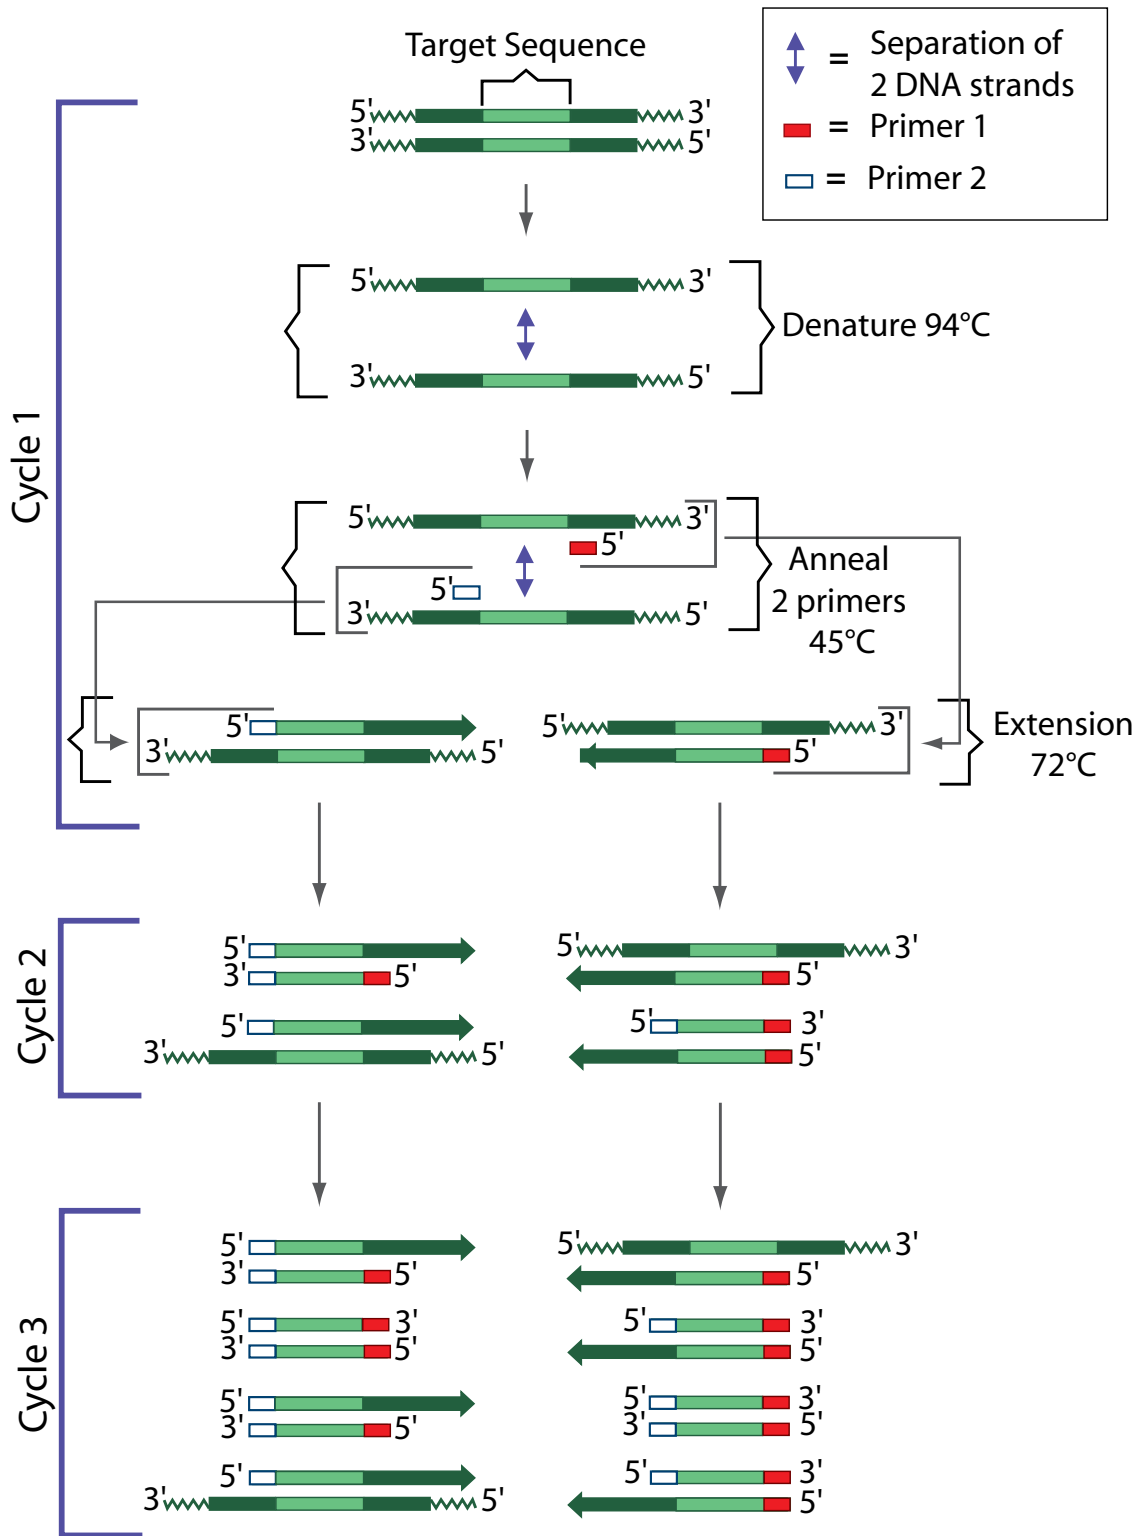 Target Sequence
= Separation of
2 DNA strands
= Primer 1
= Primer 2
5' 3'
3' 5'
Cycle 1
5' 3'
Denature 94°C
3' 5'
5' 3'
5'
Anneal
2 primers
45°C
5'
3' 5'
5'
3' 5'
5' 3'
5'
Extension
72°C
Cycle 2
5'
3' 5'
5'
3' 5'
5' 3'
5'
5' 3'
5'
Cycle 3
5'
3' 5'
5' 3'
3' 5'
5'
3' 5'
5'
3' 5'
5' 3'
5'
5' 3'
5'
5' 3'
3' 5'
5' 3'
5'